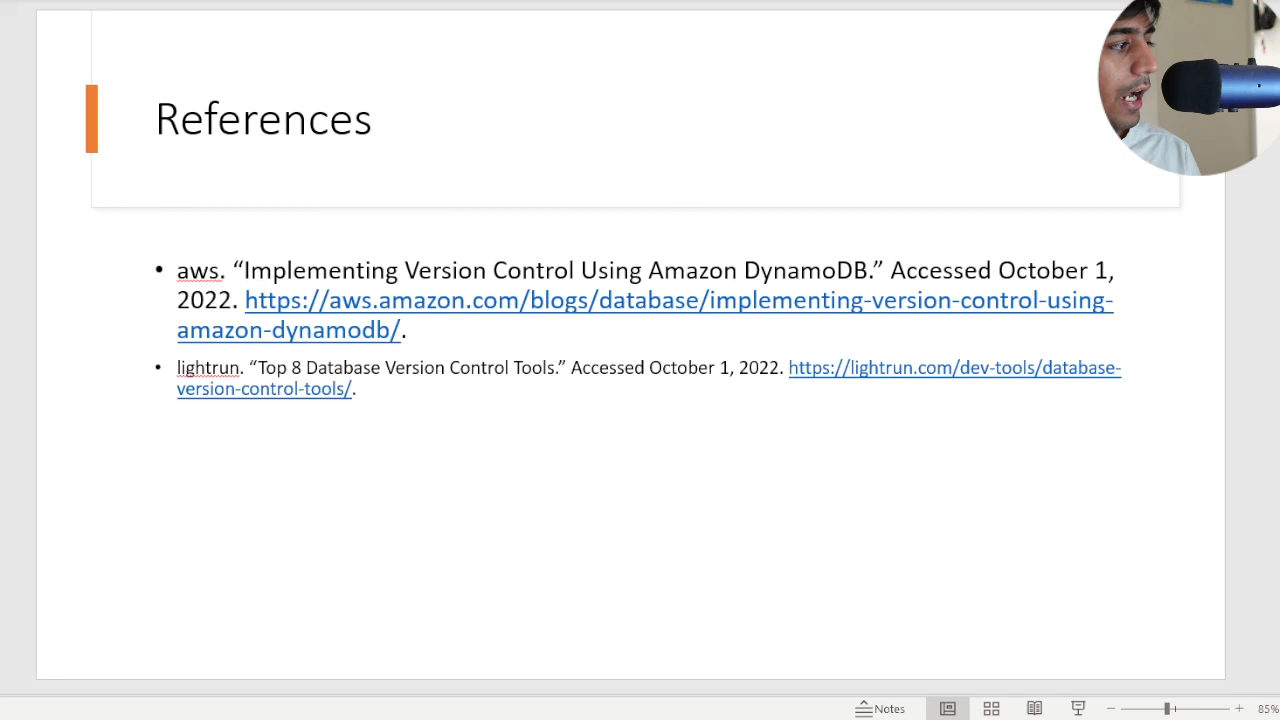 References
• aws. “Implementing Version Control Using Amazon DynamoDB.” Accessed October 1,
2022. https://aws.amazon.com/blogs/database/implementing-version-control-using-
amazon-dynamodb/.
• lightrun. “Top 8 Database Version Control Tools.” Accessed October 1, 2022. https://lightrun.com/dev-tools/database-
version-control-tools/.
Notes
85%